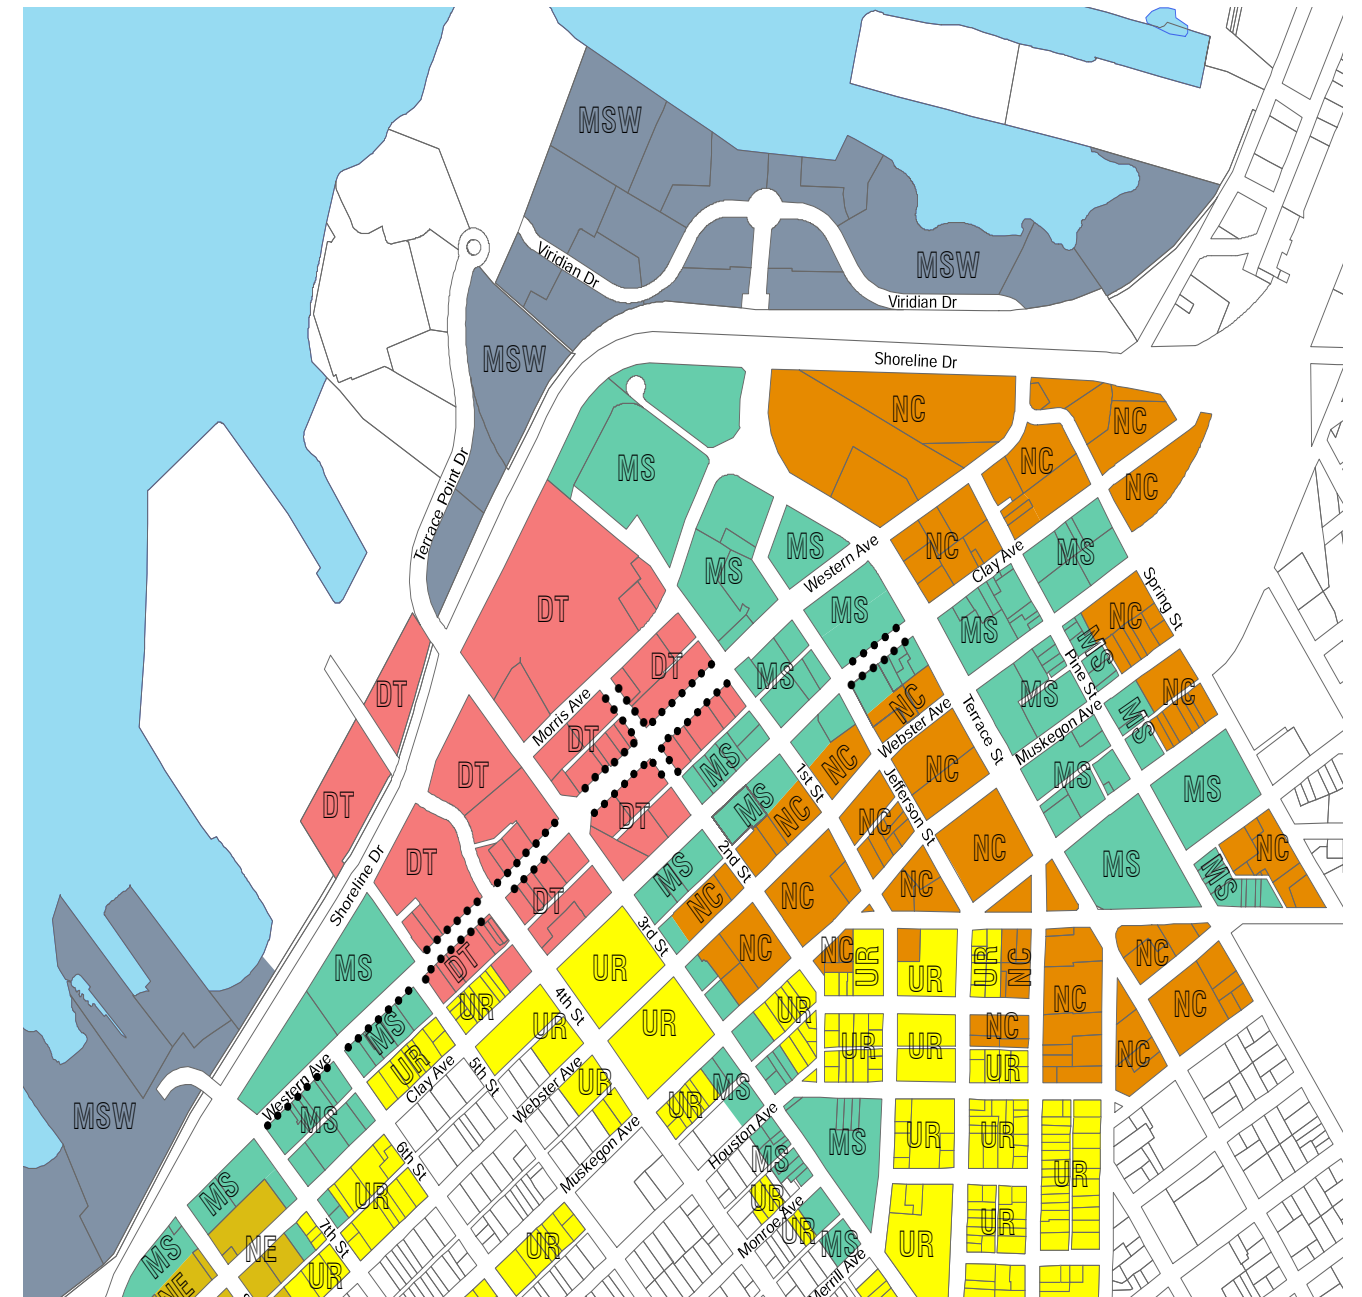 MSW
MSW
Viridian Dr
Viridian Dr
MSW
Shoreline Dr
NC
NC
NC
MS
NC
Terrace Point Dr
MS
Western Ave
NC
Clay Ave
MS
MS
DT
MS
MS
NC
Spring St
MS
DT
MS
Pine St
MS
NC
DT
Morris Ave
NC
Webster Ave
Terrace St
Muskegon Ave
MS
DT
DT
MS
NC
NC
MS
MS
1st St
DT
MS
NC
DT
NC
Jefferson St
NC
DT
2nd St
MS
NC
MS
MS
NC
Shoreline Dr
DT
NC
NC
NC
3rd St
MS
DT
UR
NC
NC
UR
UR
UR
NC
NC
UR
4th St
UR
UR
UR
NC
NC
NC
MS
Western Ave
UR
Clay Ave
5th St
Webster Ave
UR
UR
UR
UR
NC
MSW
MS
UR
MS
Muskegon Ave
Houston Ave
MS
UR
UR
6th St
MS
UR
MS
UR
UR
Monroe Ave
UR
UR
7th St
MS
NE
UR
UR
MS
UR
Merrill Ave
NE